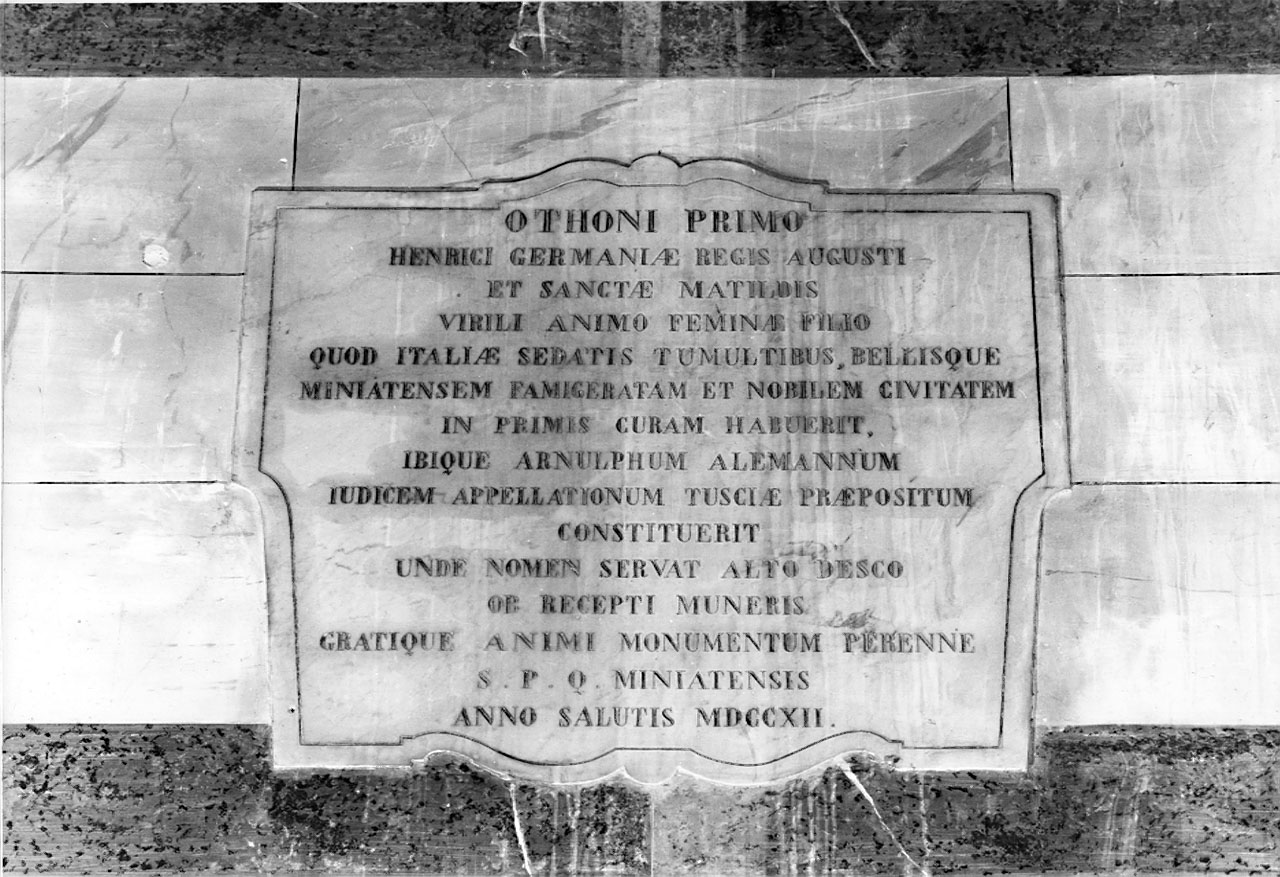 OTHONI PRIMO
HENRICI GERMANIÆ REGIS AUGUSTI
ET SANCTÆ MATILDIS
VIRILI ANIMO FEMINÆ FILIO
QUOD ITALIÆ SEDATIS TUMULTIBUS, BELLISQUE
MINIATENSEM FAMIGERATAM ET NOBILEM CIVITATEM
IN PRIMIS CURAM HABUERIT,
IBIQUE ARNULPHUM ALEMANNUM
IUDICEM APPELLATIONUM TUSCIÆ PRÆPOSITUM
CONSTITUERIT
UNDE NOMEN SERVAT ALTO DESCO
OB RECEPTI MUNERIS
GRATIQUE ANIMI MONUMENTUM PERENNE
S. P. Q. MINIATENSIS
ANNO SALUTIS MDCCXII.